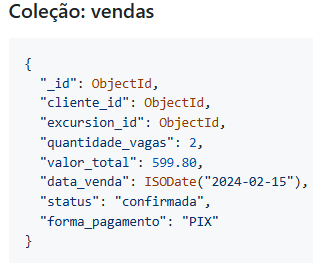 Coleção: vendas
{
"_id": ObjectId,
"cliente_id": ObjectId,
"excursion_id": ObjectId,
"quantidade_vagas": 2,
"valor_total": 599.80,
"data_venda": ISODate("2024-02-15"),
"status": "confirmada",
"forma_pagamento": "PIX"
}